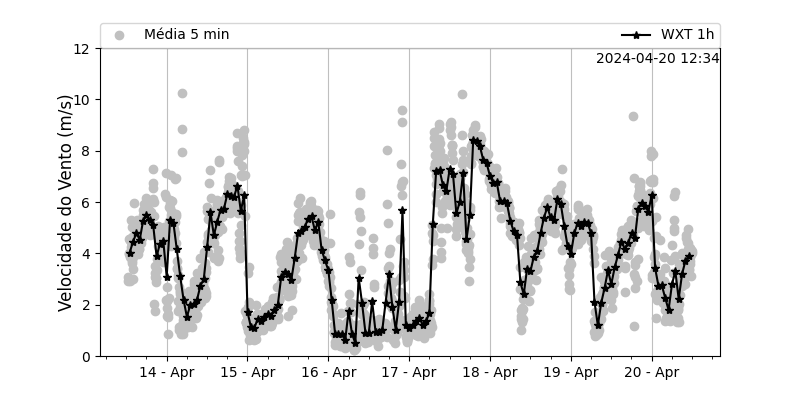 Média 5 min
WXT 1h
2024-04-20 12:34
Velocidade do Vento (m/s)
12
10
8
6
4
2
0
14 - Apr
15 - Apr
16 - Apr
17 - Apr
18 - Apr
19 - Apr
20 - Apr